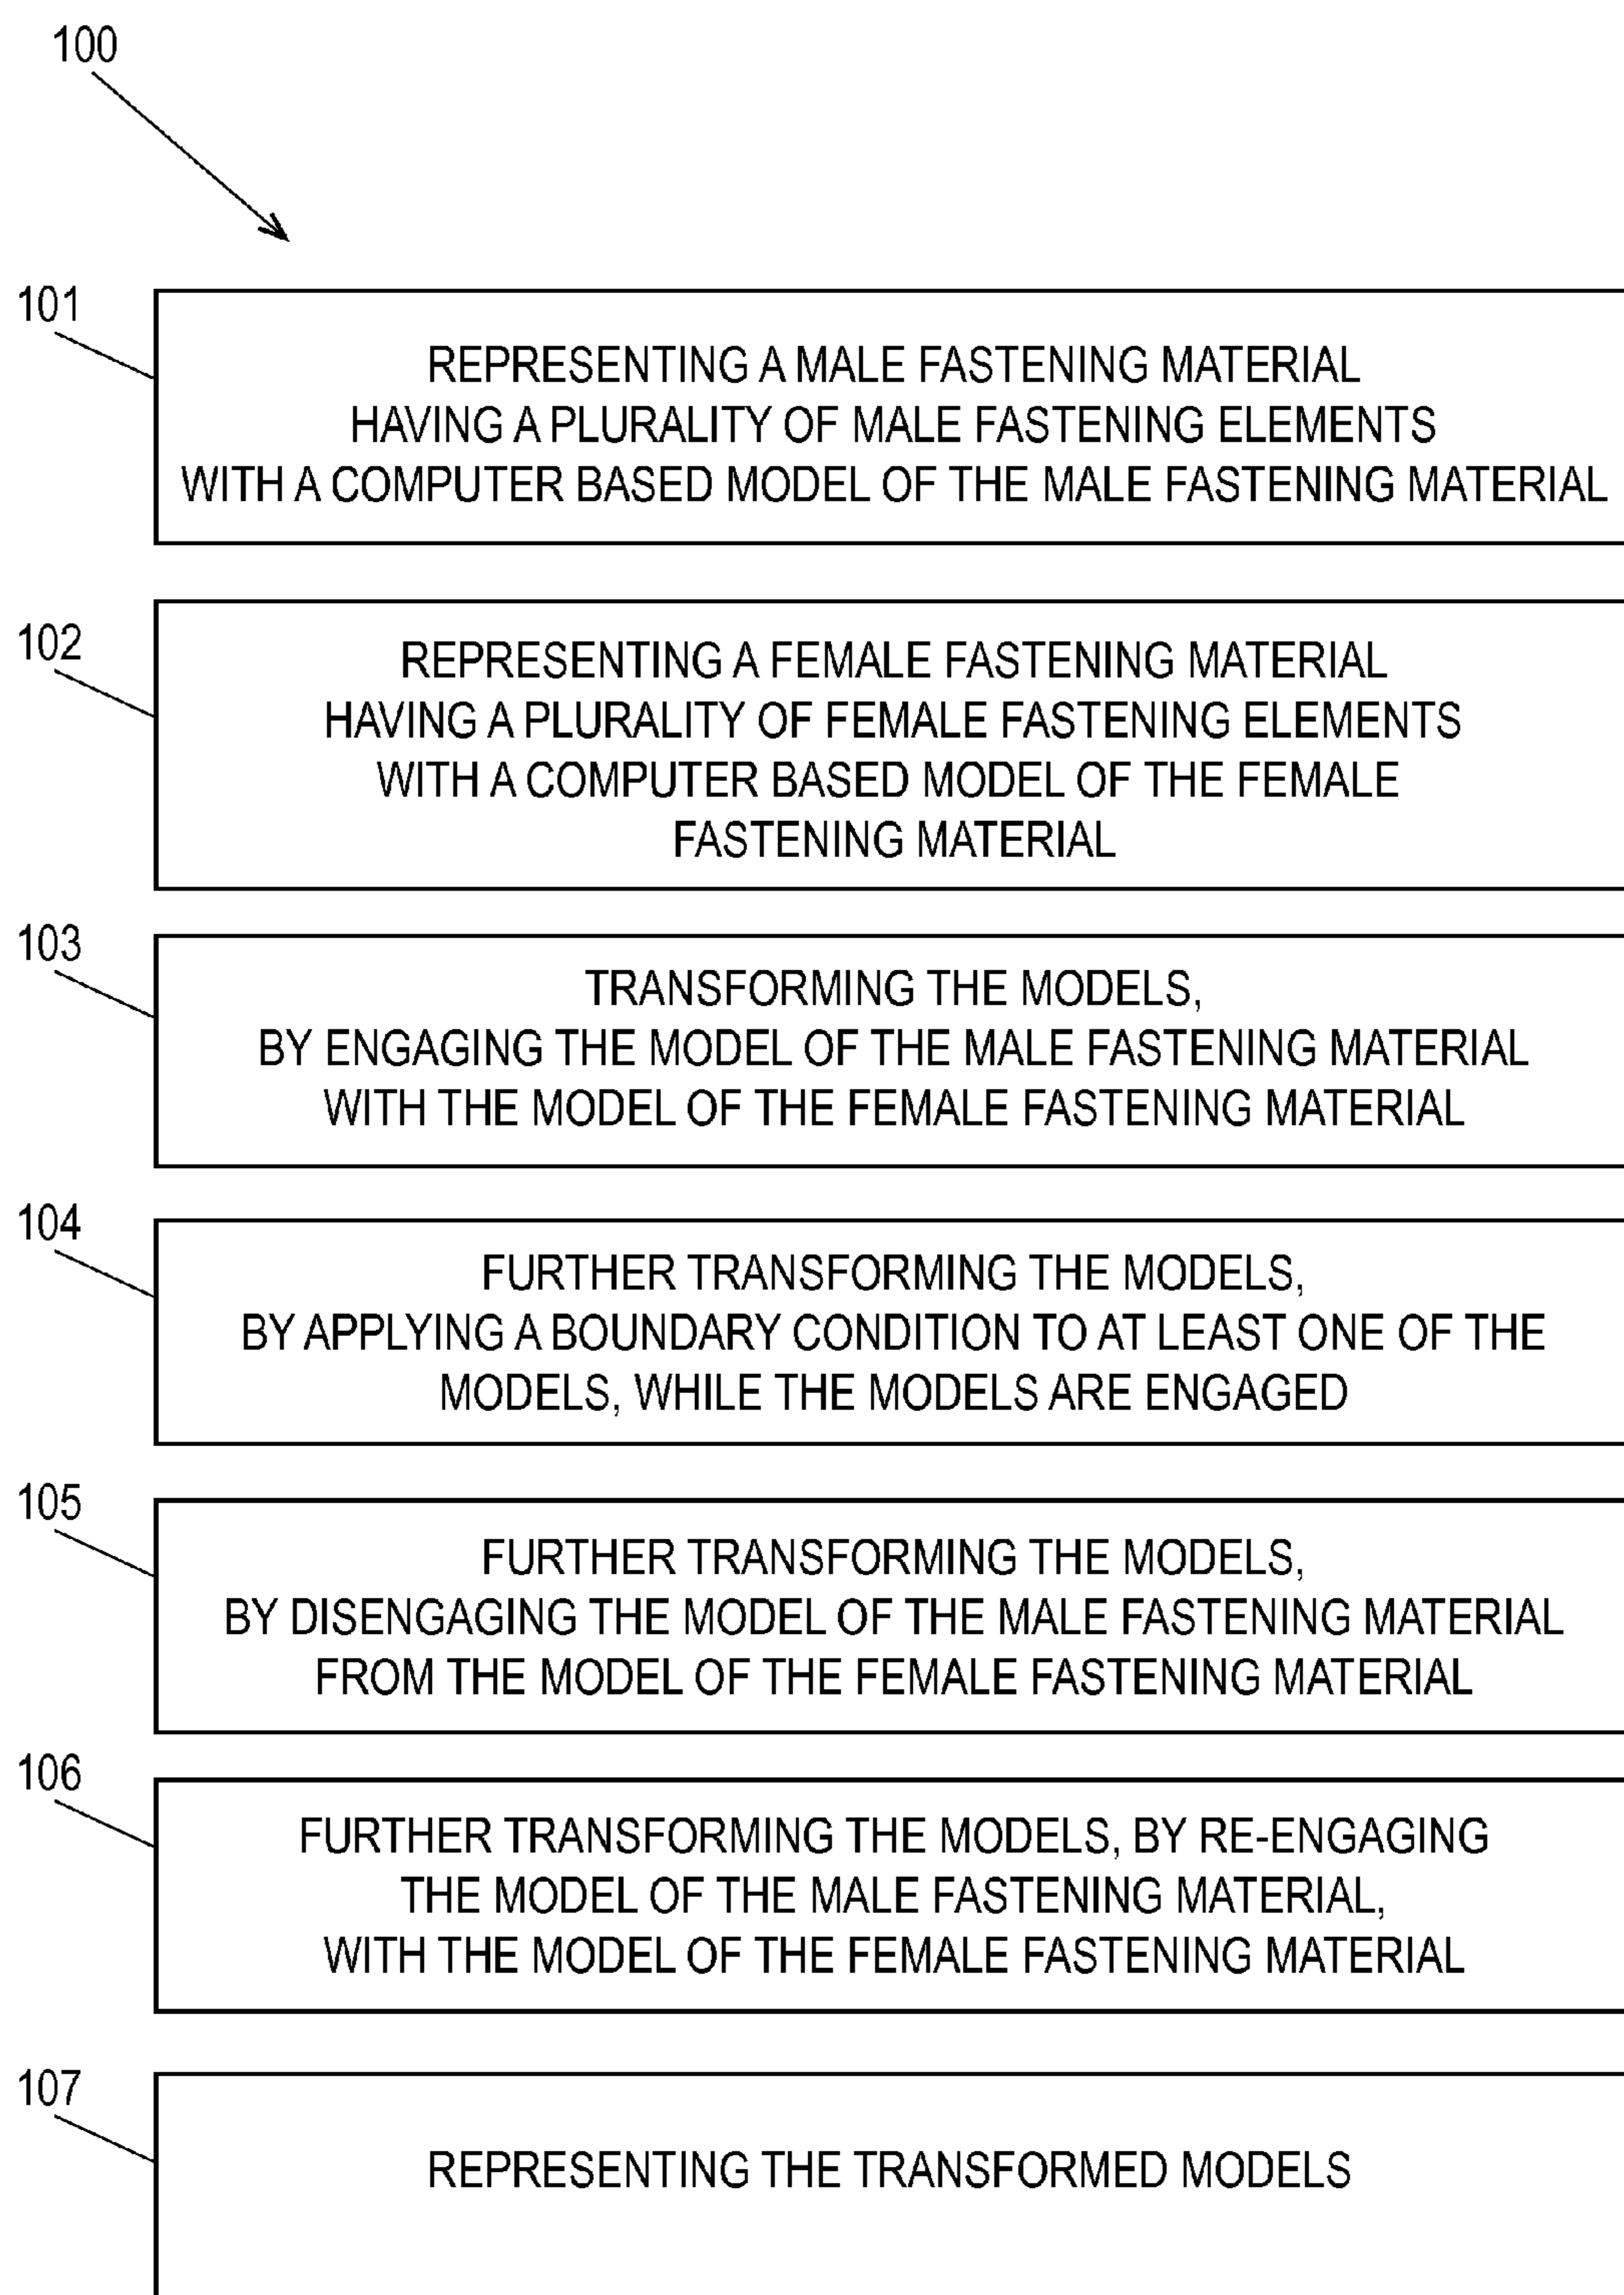 100
101
REPRESENTING A MALE FASTENING MATERIAL
HAVING A PLURALITY OF MALE FASTENING ELEMENTS
WITH A COMPUTER BASED MODEL OF THE MALE FASTENING MATERIAL
102
REPRESENTING A FEMALE FASTENING MATERIAL
HAVING A PLURALITY OF FEMALE FASTENING ELEMENTS
WITH A COMPUTER BASED MODEL OF THE FEMALE
FASTENING MATERIAL
103
TRANSFORMING THE MODELS,
BY ENGAGING THE MODEL OF THE MALE FASTENING MATERIAL
WITH THE MODEL OF THE FEMALE FASTENING MATERIAL
104
FURTHER TRANSFORMING THE MODELS,
BY APPLYING A BOUNDARY CONDITION TO AT LEAST ONE OF THE
MODELS, WHILE THE MODELS ARE ENGAGED
105
FURTHER TRANSFORMING THE MODELS,
BY DISENGAGING THE MODEL OF THE MALE FASTENING MATERIAL
FROM THE MODEL OF THE FEMALE FASTENING MATERIAL
106
FURTHER TRANSFORMING THE MODELS, BY RE-ENGAGING
THE MODEL OF THE MALE FASTENING MATERIAL,
WITH THE MODEL OF THE FEMALE FASTENING MATERIAL
107
REPRESENTING THE TRANSFORMED MODELS